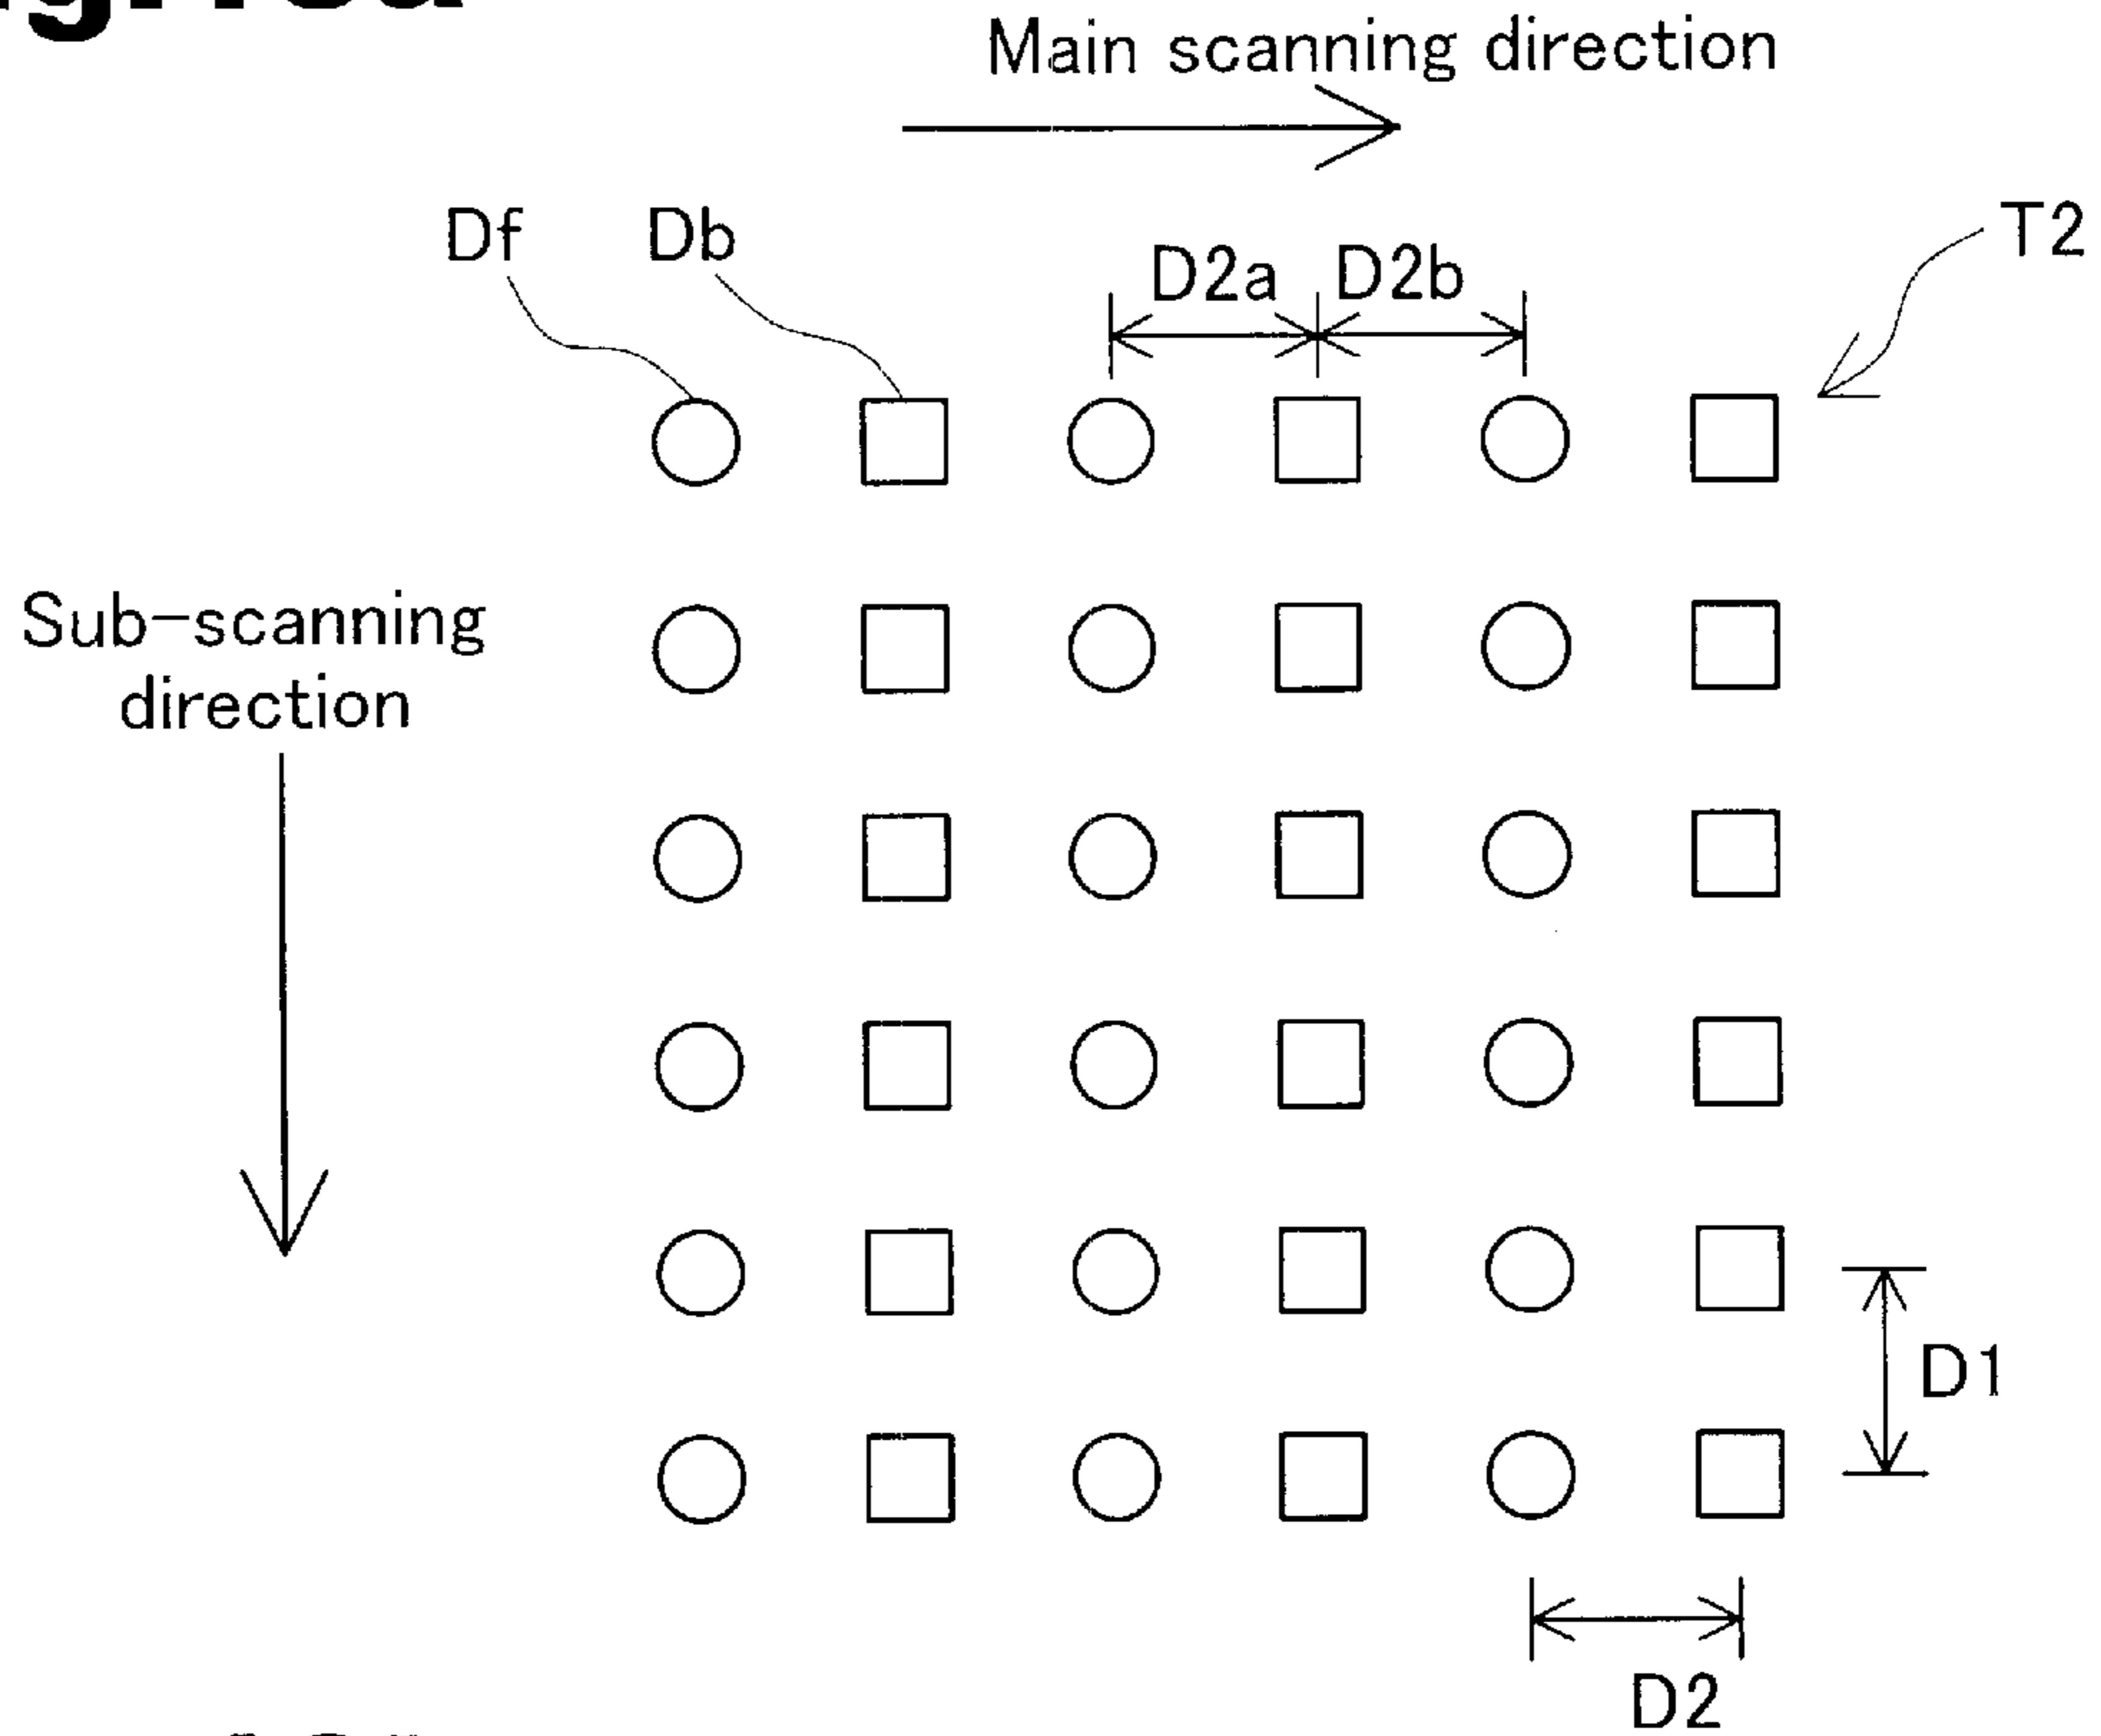 Main scanning direction
Df
Db
D2a
D2b
T2
Sub-scanning
direction
D1
D2